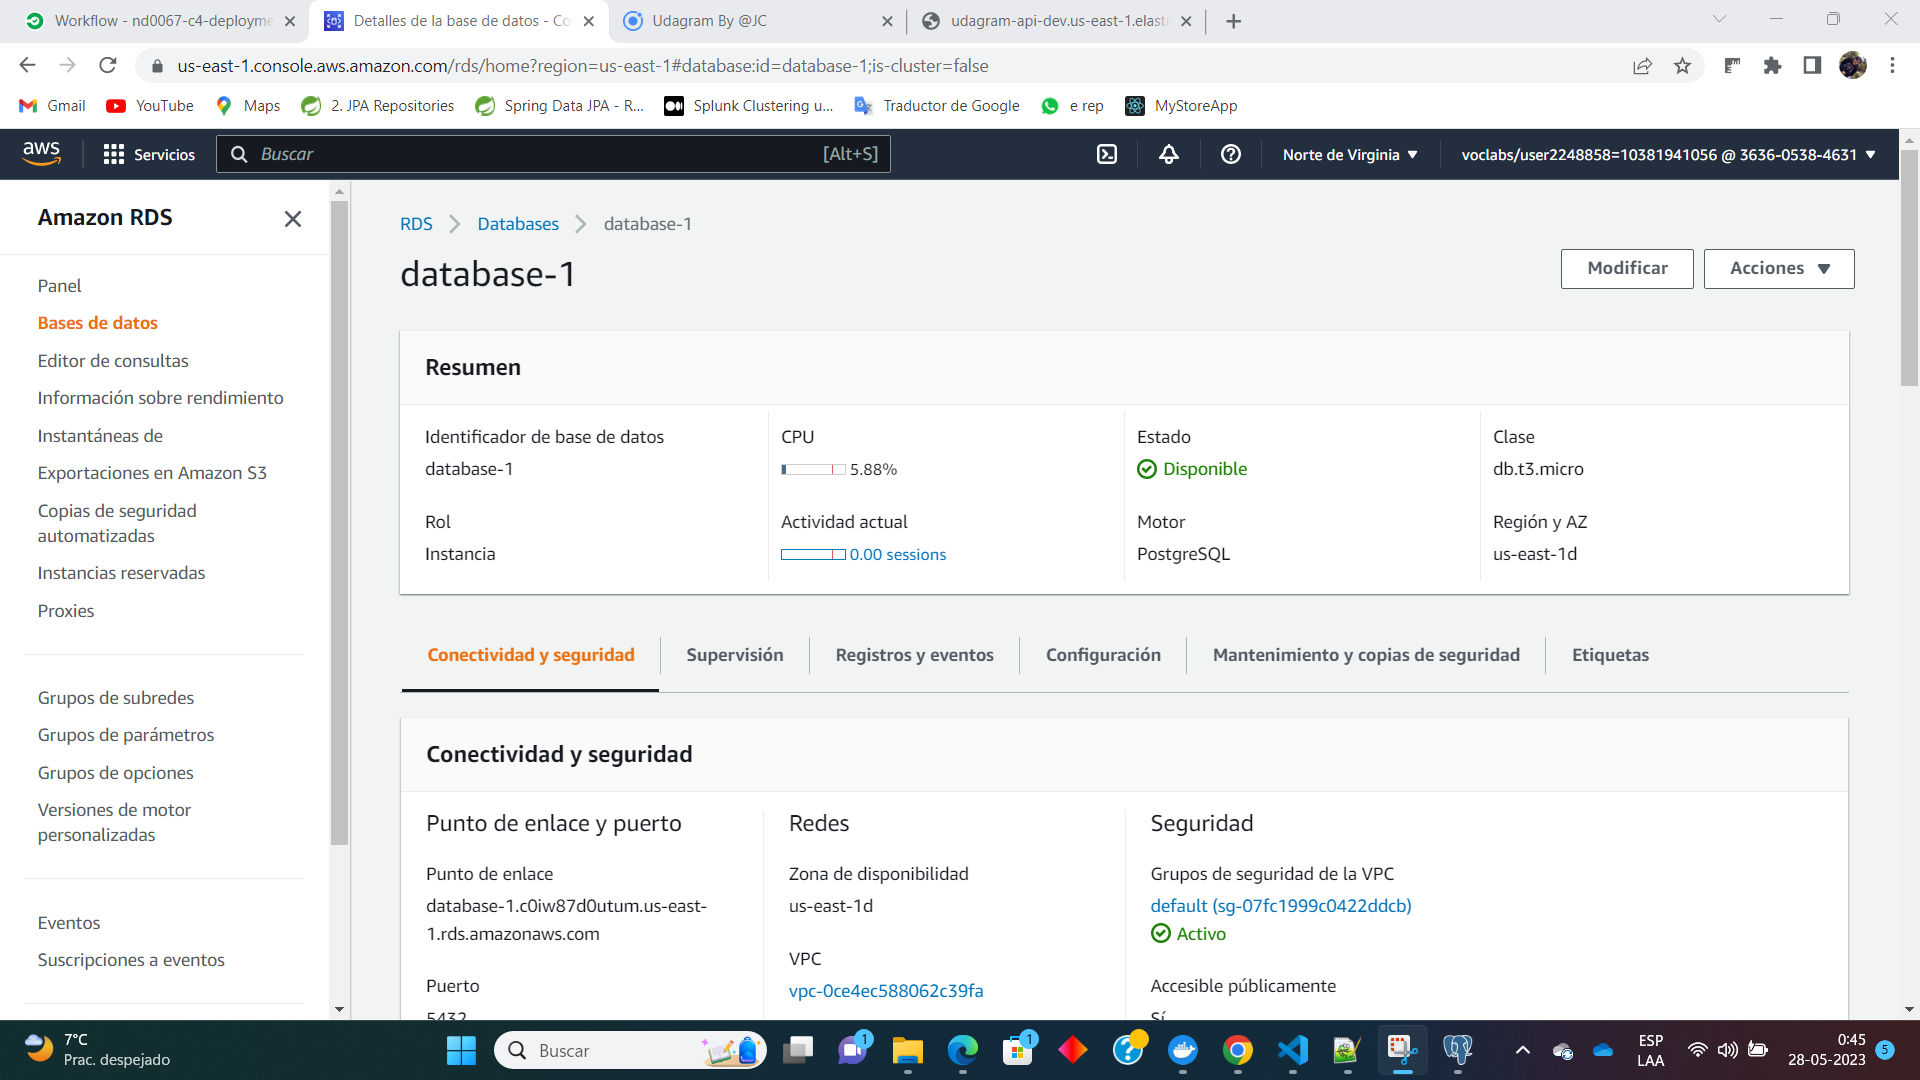 Workflow - nd0067-c4-deployme
Detalles de la base de datos - Co
Udagram By @JC
udagram-api-dev.us-east-1.elasti
us-east-1.console.aws.amazon.com/rds/home?region=us-east-1#database:id=database-1;is-cluster=false
Gmail
YouTube
Maps
2. JPA Repositories
Spring Data JPA - R...
Splunk Clustering u...
Traductor de Google
e rep
MyStoreApp
aws
Servicios
Buscar
[Alt+S]
Norte de Virginia
voclabs/user2248858=10381941056 @ 3636-0538-4631
Amazon RDS
Panel
Bases de datos
Editor de consultas
Información sobre rendimiento
Instantáneas de
Exportaciones en Amazon S3
Copias de seguridad
automatizadas
Instancias reservadas
Proxies
Grupos de subredes
Grupos de parámetros
Grupos de opciones
Versiones de motor
personalizadas
Eventos
Suscripciones a eventos
RDS
Databases
database-1
database-1
Modificar
Acciones
Resumen
Identificador de base de datos
database-1
CPU
5.88%
Estado
Disponible
Clase
db.t3.micro
Rol
Instancia
Actividad actual
0.00 sessions
Motor
PostgreSQL
Región y AZ
us-east-1d
Conectividad y seguridad
Supervisión
Registros y eventos
Configuración
Mantenimiento y copias de seguridad
Etiquetas
Conectividad y seguridad
Punto de enlace y puerto
Punto de enlace
database-1.c0iw87d0utum.us-east-
1.rds.amazonaws.com
Puerto
5432
Redes
Zona de disponibilidad
us-east-1d
VPC
vpc-0ce4ec588062c39fa
Seguridad
Grupos de seguridad de la VPC
default (sg-07fc1999c0422ddcb)
Activo
Accesible públicamente
Sí
7°C
Prac. despejado
Buscar
1
1
ESP
LAA
0:45
28-05-2023
5